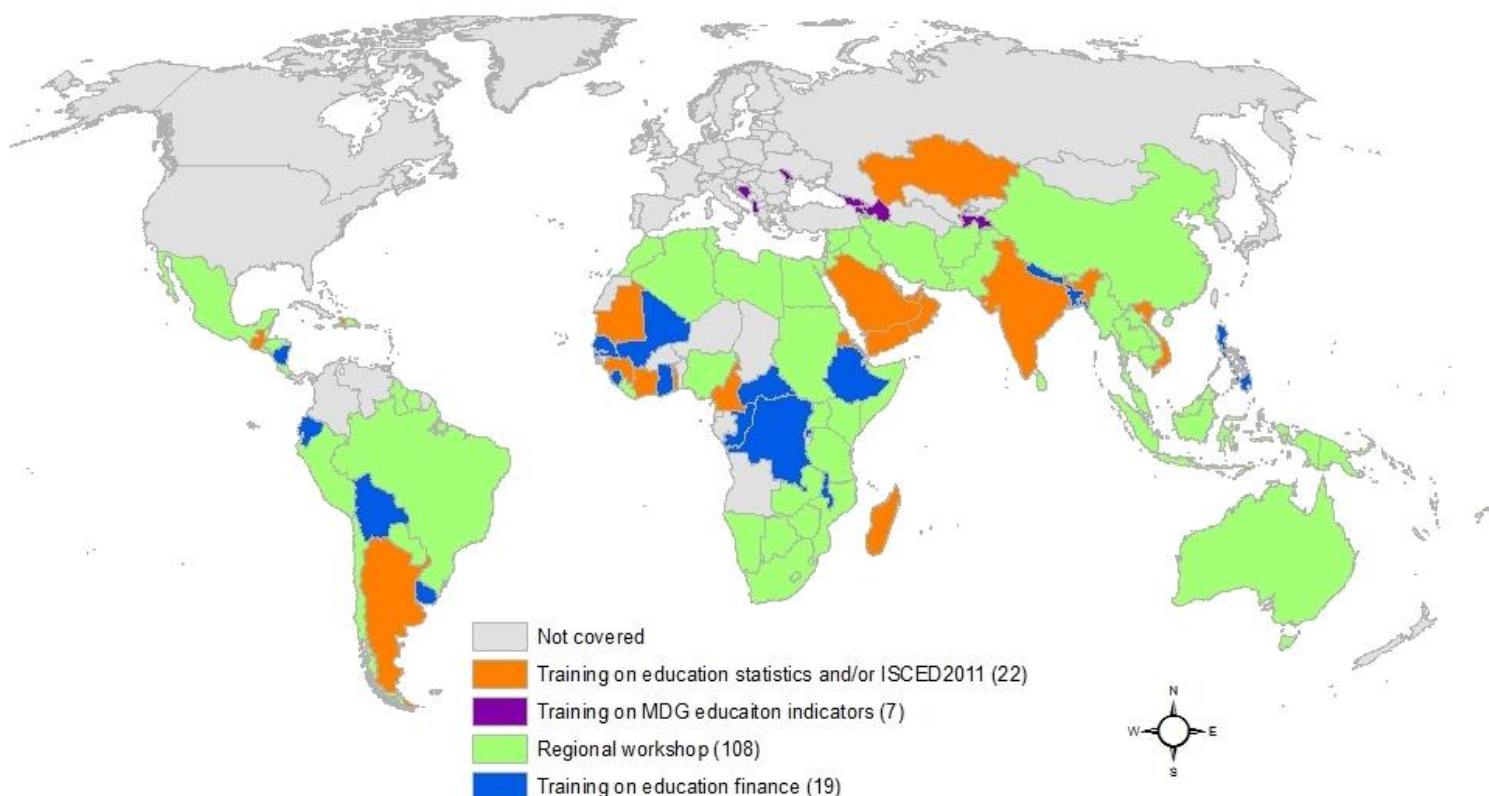 Not covered
Training on education statistics and/or ISCED2011 (22)
Training on MDG educaiton indicators (7)
Regional workshop (108)
Training on education finance (19)
N
W E
S